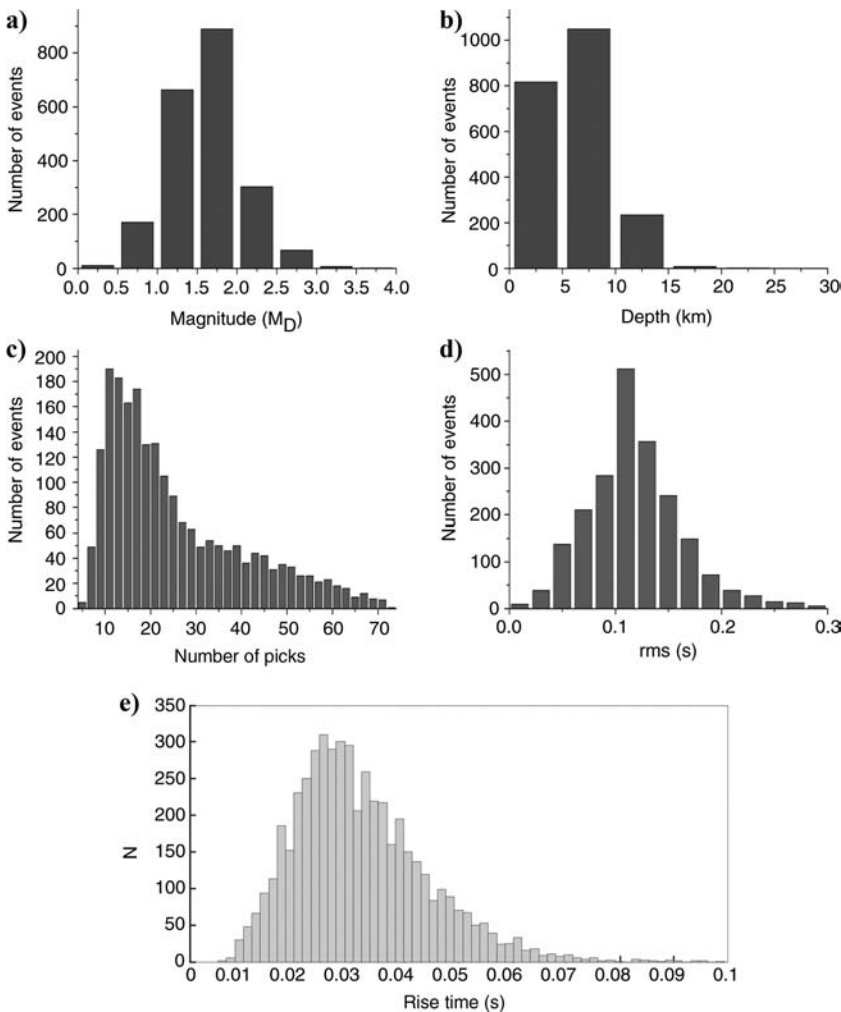 a)
800
600
400
200
0
Number of events
0.0 0.5 1.0 1.5 2.0 2.5 3.0 3.5 4.0
Magnitude (MD)
b)
1000
800
600
400
200
0
Number of events
0 5 10 15 20 25 30
Depth (km)
c)
200
180
160
140
120
100
80
60
40
20
0
Number of events
10 20 30 40 50 60 70
Number of picks
d)
500
400
300
200
100
0
Number of events
0.0 0.1 0.2 0.3
rms (s)
e)
350
300
250
200
150
100
50
0
N
0 0.01 0.02 0.03 0.04 0.05 0.06 0.07 0.08 0.09 0.1
Rise time (s)